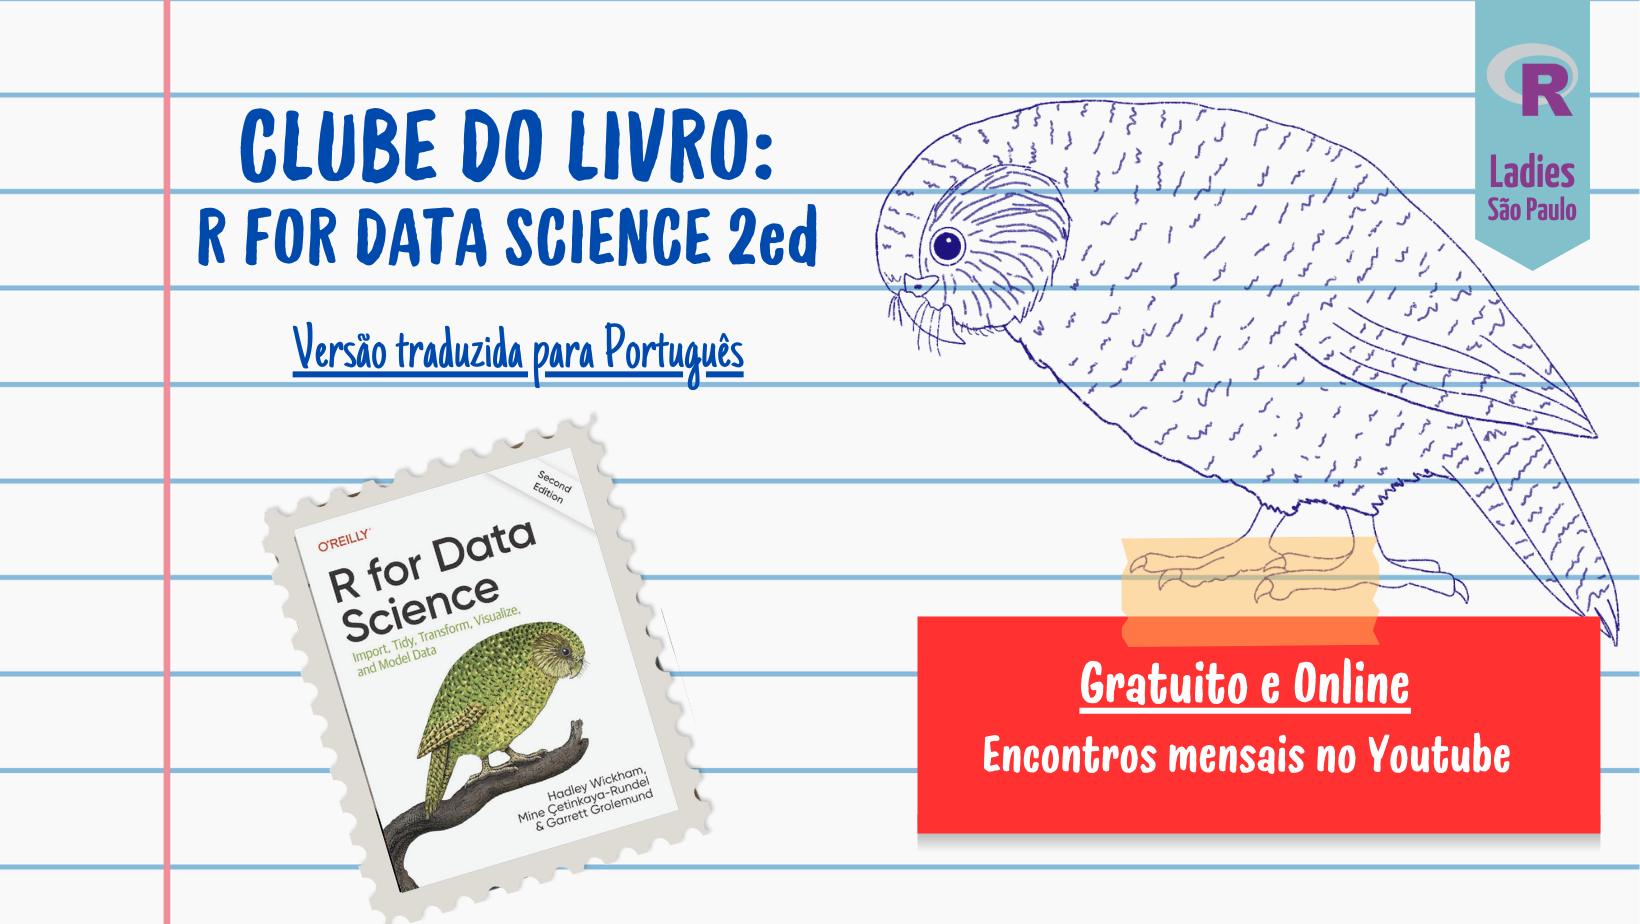 CLUBE DO LIVRO:
R FOR DATA SCIENCE 2ed
Versão traduzida para Português
R
Ladies
São Paulo
Second
Edition
O'REILLY
R for Data
Science
Import, Tidy, Transform, Visualize,
and Model Data
Hadley Wickham,
Mine Çetinkaya-Rundel
& Garrett Grolemund
Gratuito e Online
Encontros mensais no Youtube